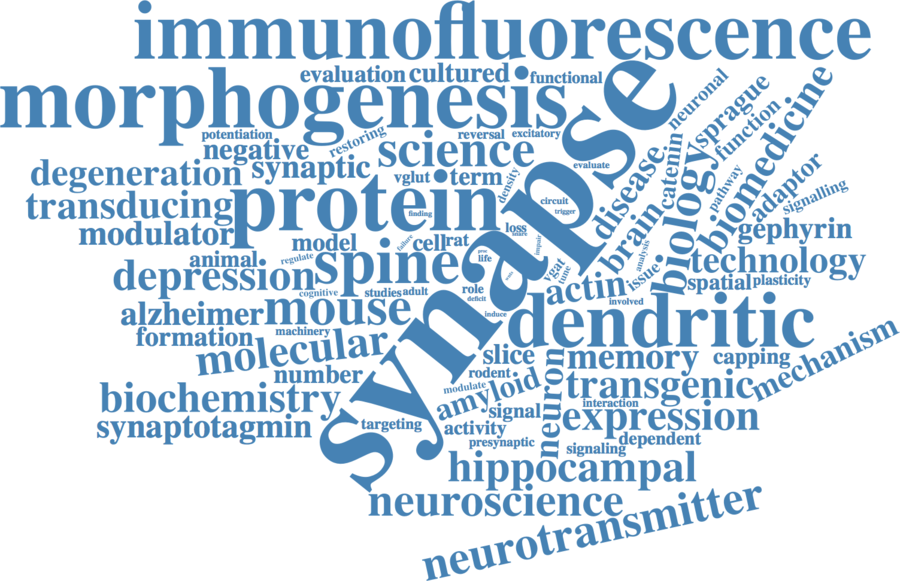 immunofluorescence
evaluation cultured functional
morphogenesis
synapse
neuronal
sprague
function
biomedicine
potentiation
restoring
reversal excitatory
negative
science
catenin
degeneration synaptic
vglut term
density
evaluate
disease
pathway
adaptor
signalling
transducing
protein
finding
circuit
trigger
brain
biology
modulator
model
failure
cell rat
loss
share
impair
analysis
gephyrin
animal
regulate
spine
life
vgat
tune
issue
technology
depression
cognitive
studies adult
role
deficit
actin
involved
spatial plasticity
alzheimer mouse
induce
dendritic
formation
machinery
molecular
number
slice
rodent
modulate
neuron
memory capping
mechanism
biochemistry
amyloid
transgenic
interaction
synaptotagmin
targeting
signal
activity
presynaptic
expression
signaling
dependent
hippocampal
neuroscience
neurotransmitter